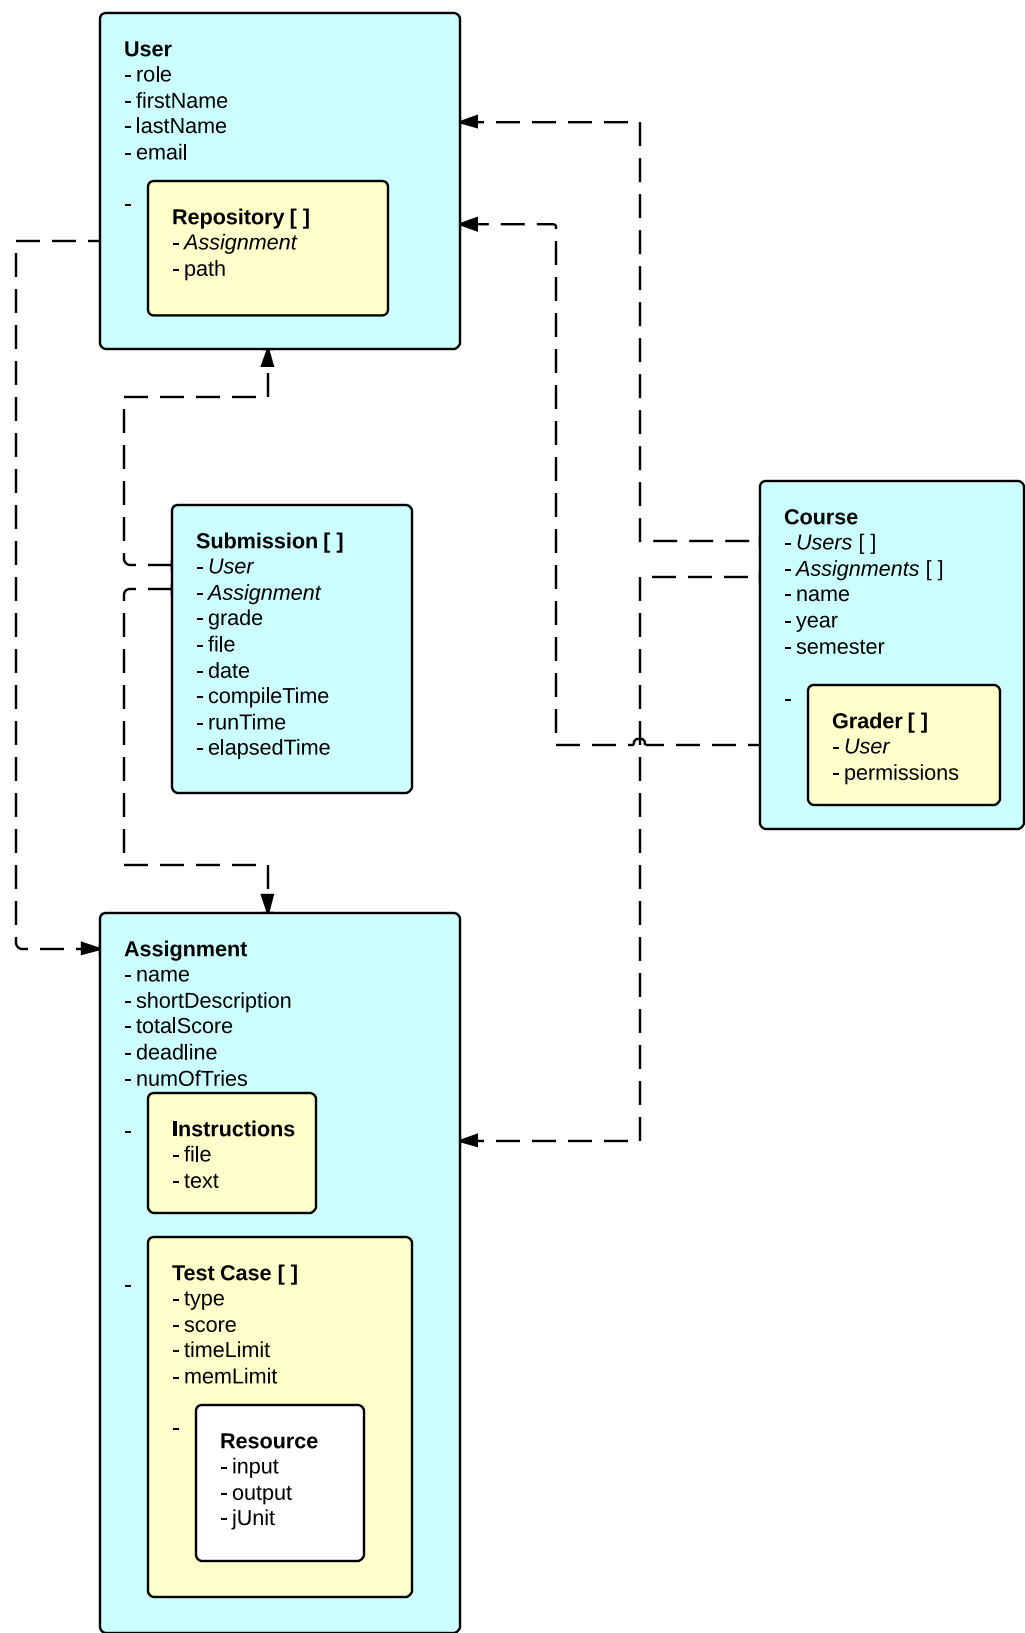 User
- role
- firstName
- lastName
- email
-
Repository [ ]
- Assignment
- path
Submission [ ]
- User
- Assignment
- grade
- file
- date
- compileTime
- runTime
- elapsedTime
Course
- Users [ ]
- Assignments [ ]
- name
- year
- semester
-
Grader [ ]
- User
- permissions
Assignment
- name
- shortDescription
- totalScore
- deadline
- numOfTries
-
Instructions
- file
- text
-
Test Case [ ]
- type
- score
- timeLimit
- memLimit
-
Resource
- input
- output
- jUnit